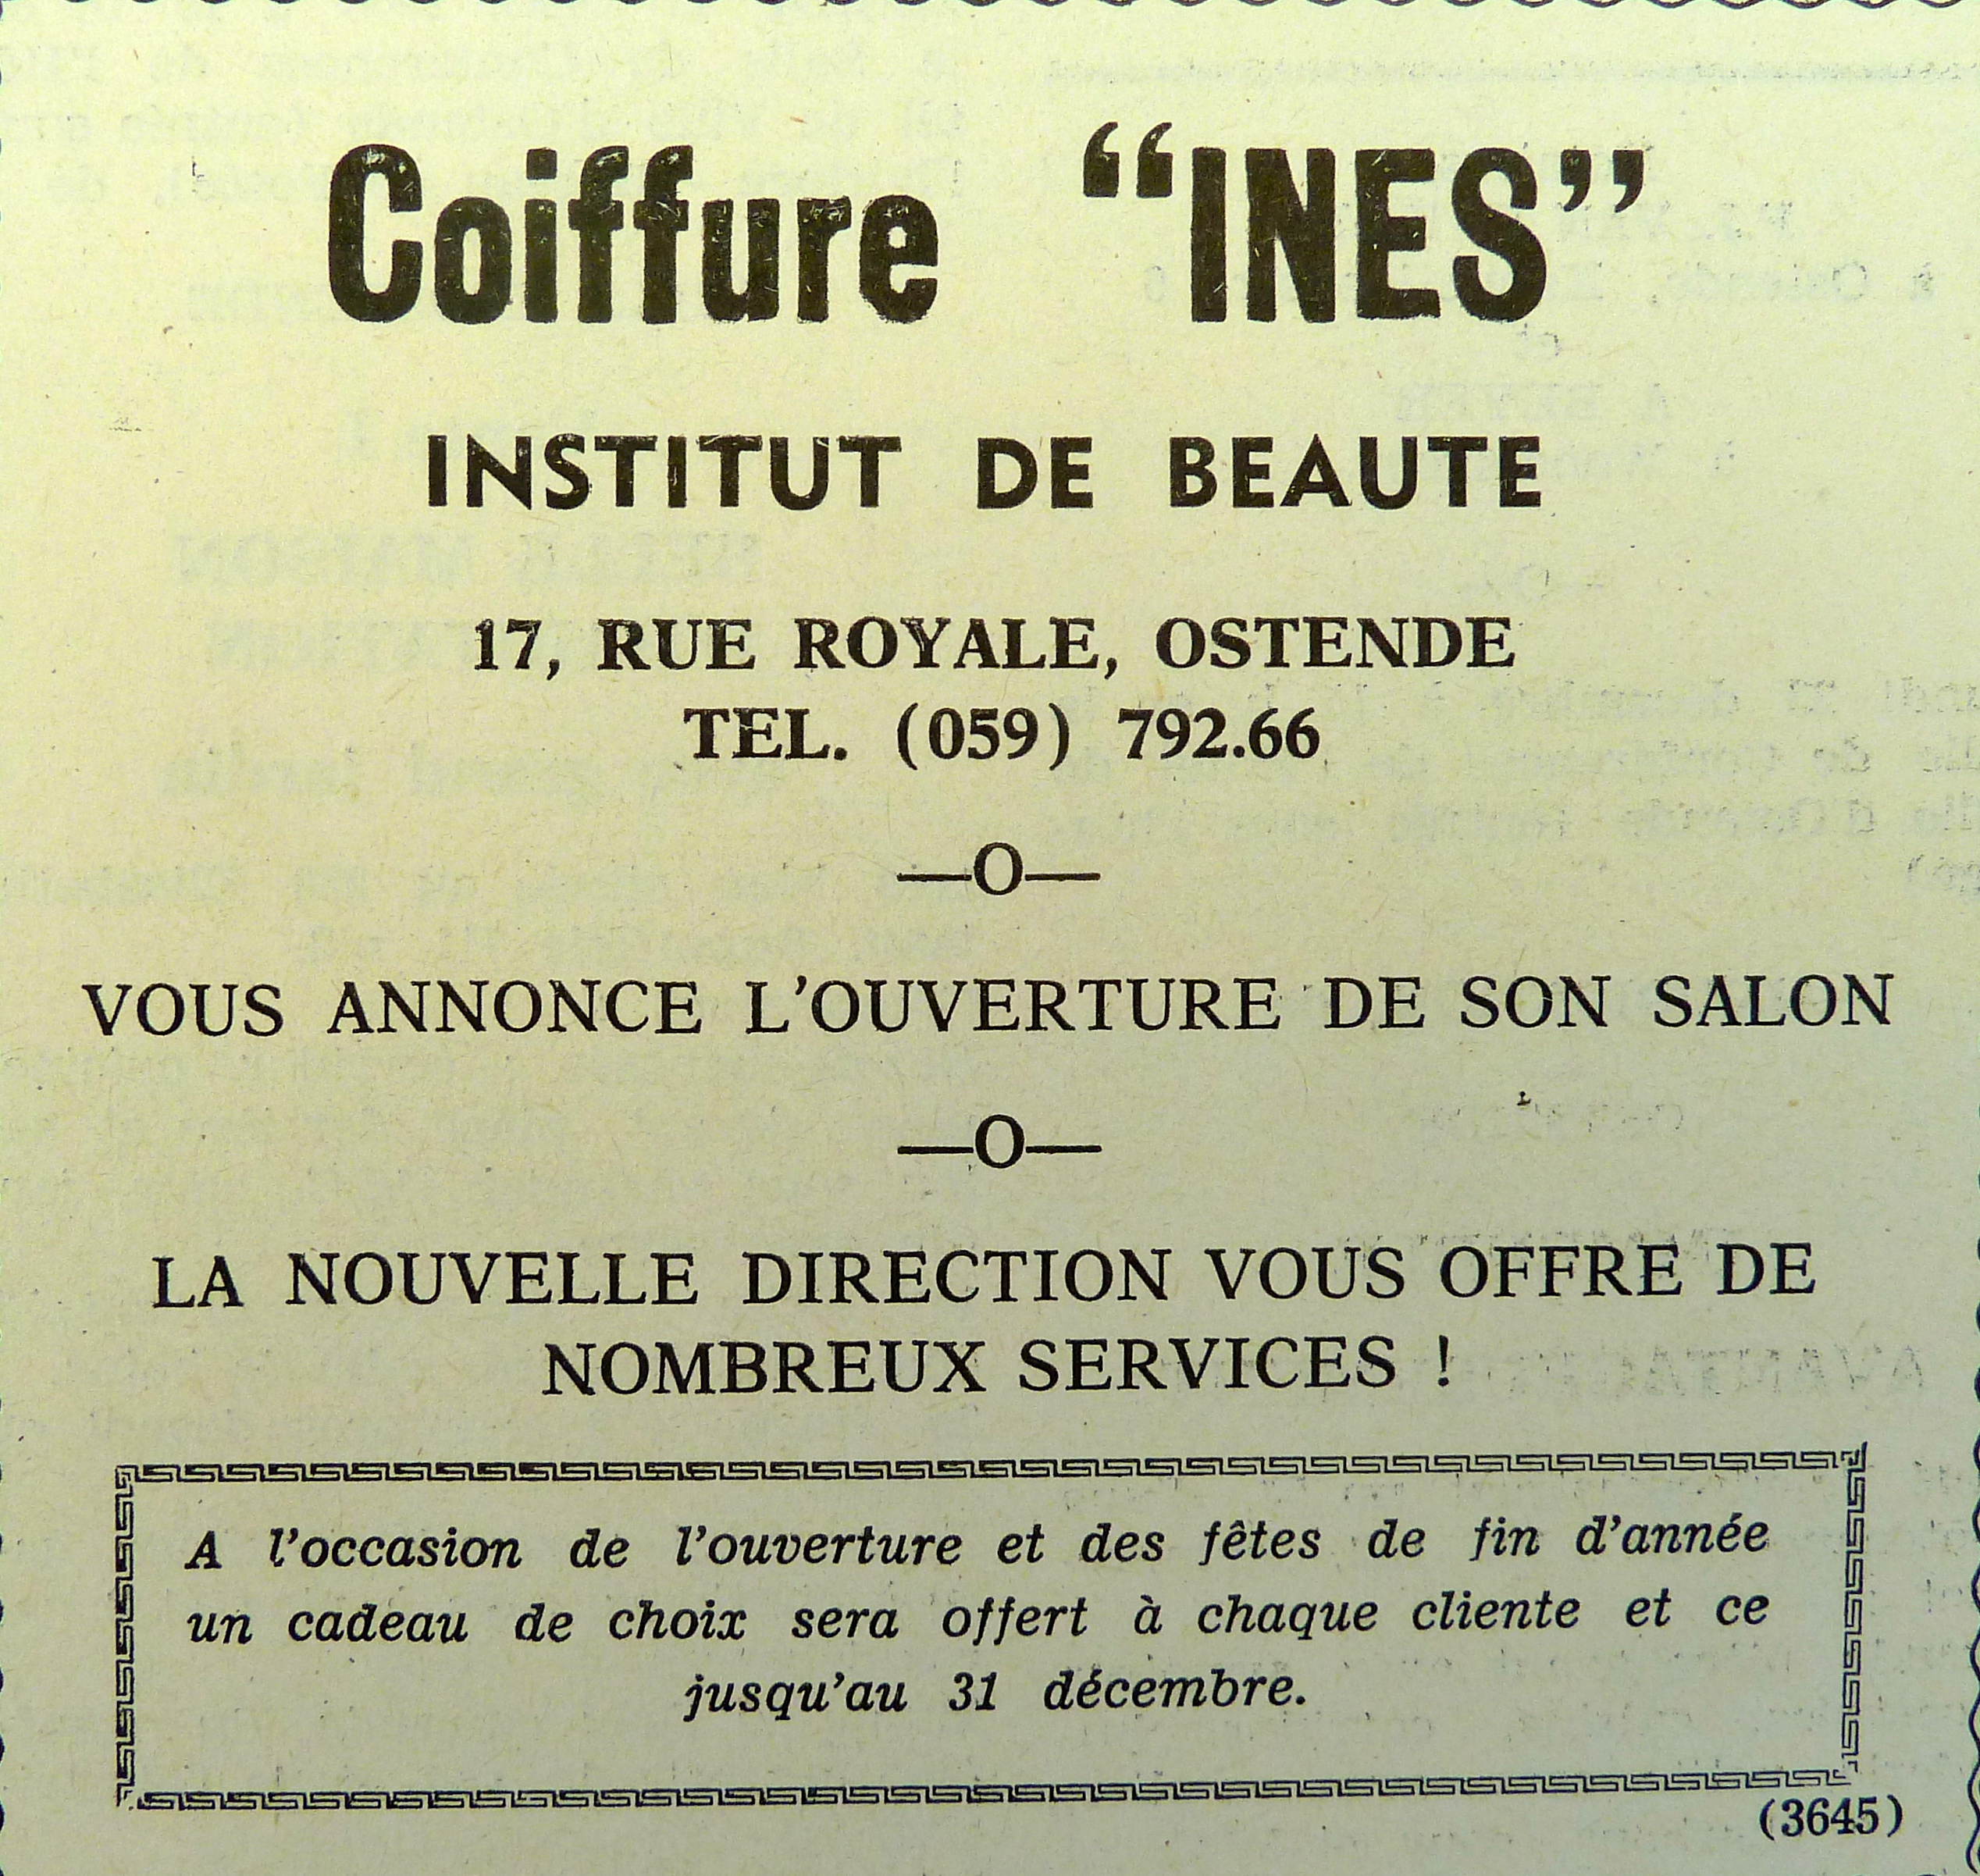 Coiffure “INES”
INSTITUT DE BEAUTE
17, RUE ROYALE, OSTENDE
TEL. (059) 792.66
—O—
VOUS ANNONCE L'OUVERTURE DE SON SALON
—O—
LA NOUVELLE DIRECTION VOUS OFFRE DE
NOMBREUX SERVICES !
A l'occasion de l'ouverture et des fêtes de fin d'année
un cadeau de choix sera offert à chaque cliente et ce
jusqu'au 31 décembre.
(3645)